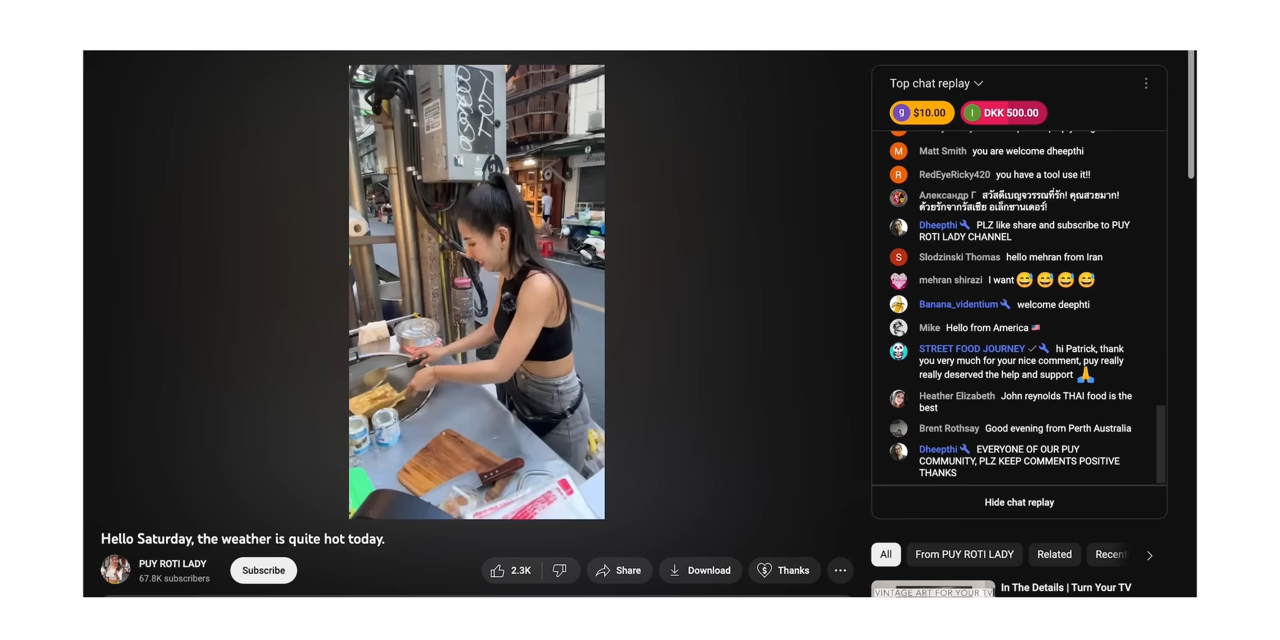 Top chat replay
$10.00
DKK 500.00
Matt Smith you are welcome dheepthi
RedEyeRicky420 you have a tool use it!!
Александр Г สวัสดีเบญจวรรณที่รัก! คุณสวยมาก!
ด้วยรักจากรัสเซีย อเล็กซานเดอร์!
Dheepthi PLZ like share and subscribe to PUY
ROTI LADY CHANNEL
Slodzinski Thomas hello mehran from Iran
mehran shirazi I want 😅 😅 😅 😅
Banana_videntium welcome deephti
Mike Hello from America 🇺🇸
STREET FOOD JOURNEY hi Patrick, thank
you very much for your nice comment, puy really
really deserved the help and support 🙏
Heather Elizabeth John reynolds THAI food is the
best
Brent Rothsay Good evening from Perth Australia
Dheepthi EVERYONE OF OUR PUY
COMMUNITY, PLZ KEEP COMMENTS POSITIVE
THANKS
Hide chat replay
Hello Saturday, the weather is quite hot today.
PUY ROTI LADY
67.8K subscribers
Subscribe
2.3K
Share
Download
Thanks
All
From PUY ROTI LADY
Related
Recent
In The Details | Turn Your TV
VINTAGE ART FOR YOUR TV